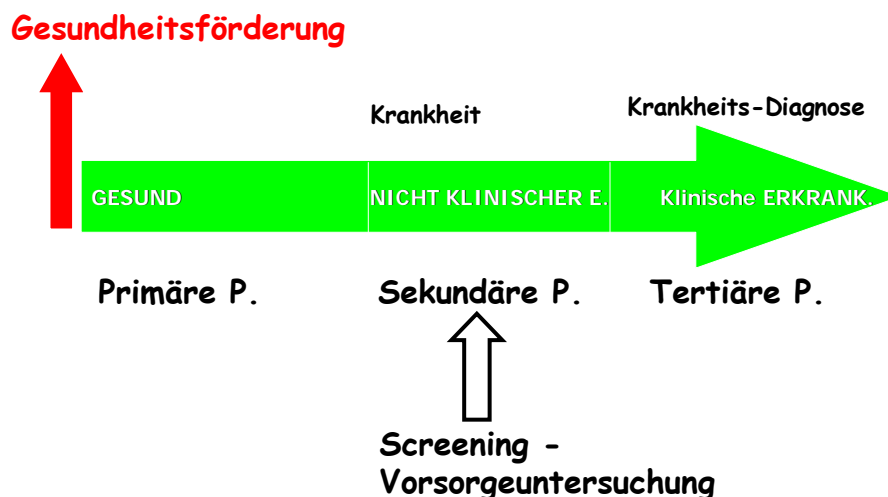 Gesundheitsförderung
Krankheit
Krankheits-Diagnose
GESUND
NICHT KLINISCHER E.
Klinische ERKRANK.
Primäre P.
Sekundäre P.
Tertiäre P.
Screening -
Vorsorgeuntersuchung